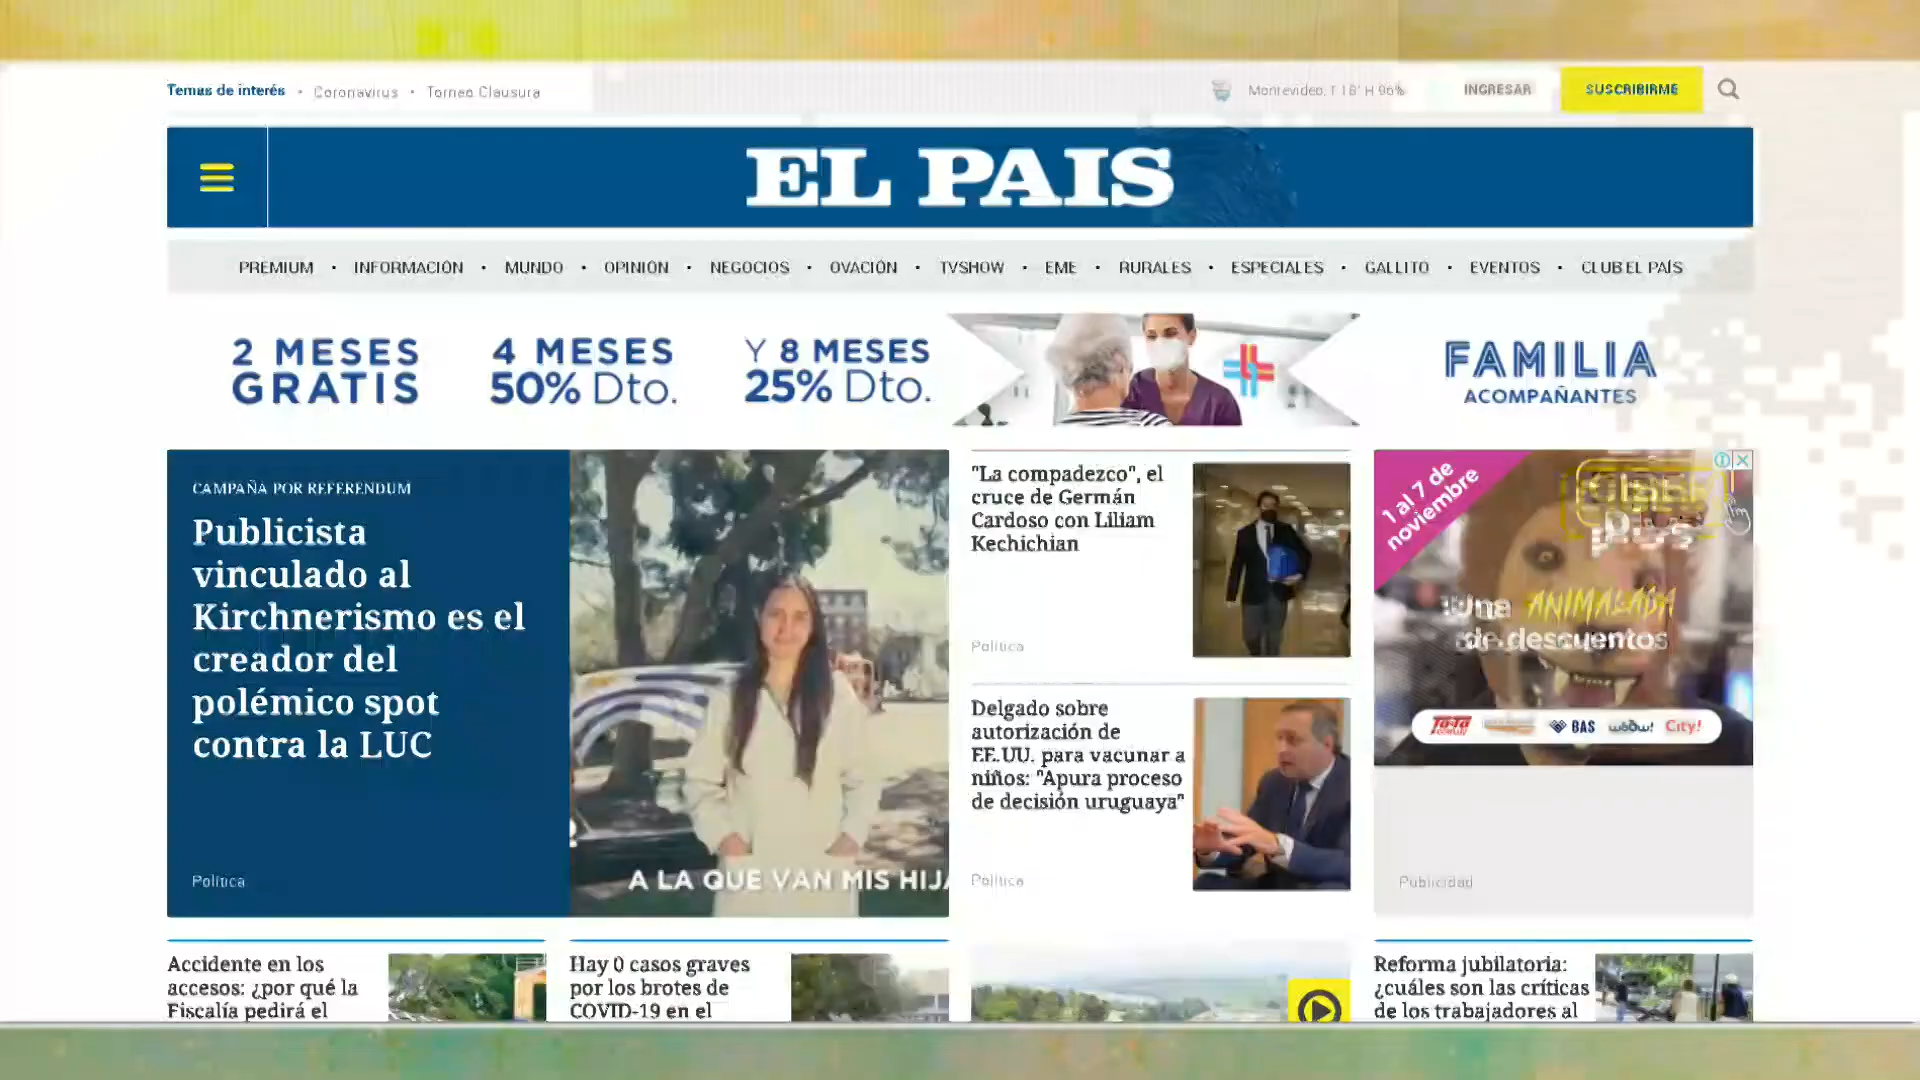 Temas de interés • Coronavirus • Torneo Clausura
Montevideo, T 18° H 96%
INGRESAR
SUSCRIBIRME
EL PAIS
PREMIUM • INFORMACIÓN • MUNDO • OPINIÓN • NEGOCIOS • OVACIÓN • TVSHOW • EME • RURALES • ESPECIALES • GALLITO • EVENTOS • CLUB EL PAÍS
2 MESES
GRATIS
4 MESES
50% Dto.
Y 8 MESES
25% Dto.
FAMILIA
ACOMPAÑANTES
CAMPAÑA POR REFERENDUM
Publicista
vinculado al
Kirchnerismo es el
creador del
polémico spot
contra la LUC
Política
A LA QUE VAN MIS HIJA
"La compadezco", el
cruce de Germán
Cardoso con Liliam
Kechichian
Política
Delgado sobre
autorización de
EE.UU. para vacunar a
niños: "Apura proceso
de decisión uruguaya"
Política
1 al 7 de
noviembre
Una ANIMALADA
de descuentos
BAS
City!
Publicidad
Accidente en los
accesos: ¿por qué la
Fiscalía pedirá el
Hay 0 casos graves
por los brotes de
COVID-19 en el
Reforma jubilatoria:
¿cuáles son las críticas
de los trabajadores al